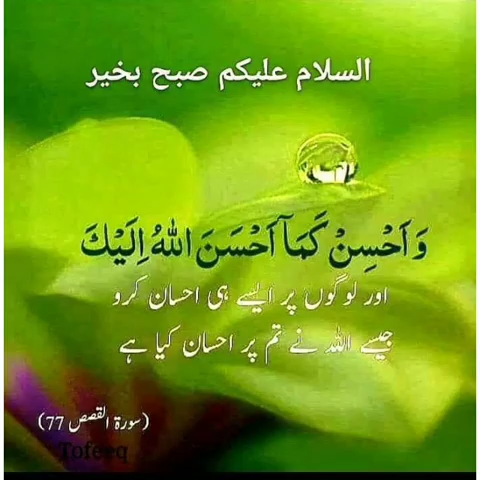 السلام علیکم صبح بخیر
وَاَحْسِنْ كَمَآ اَحْسَنَ اللّٰهُ اِلَيْكَ
اور لوگوں پر ایسے ہی احسان کرو
جیسے اللہ نے تم پر احسان کیا ہے
(سورۃ القصص 77)
Tofeeq